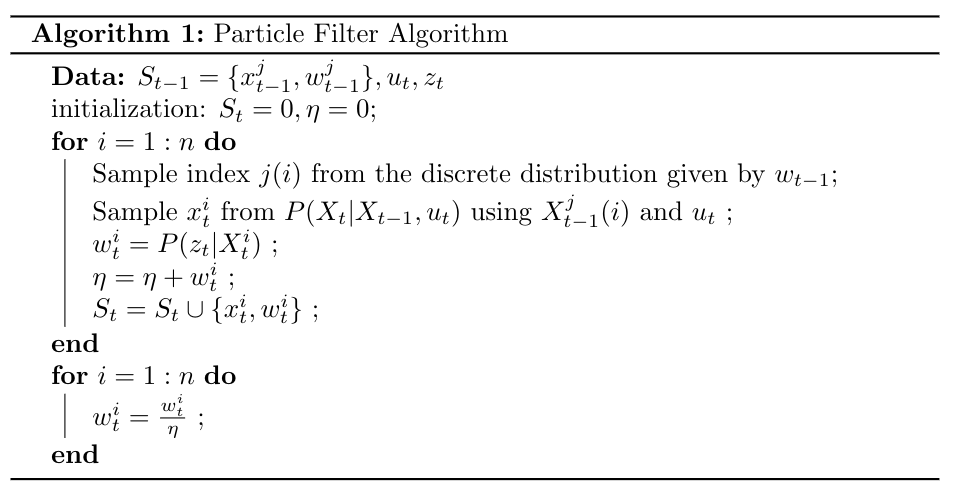 Algorithm 1: Particle Filter Algorithm
Data: $S_{t-1} = \{x_{t-1}^{j}, w_{t-1}^{j}\}, u_t, z_t$
initialization: $S_t = 0, \eta = 0$;
for $i = 1 : n$ do
Sample index $j(i)$ from the discrete distribution given by $w_{t-1}$;
Sample $x_t^i$ from $P(X_t|X_{t-1}, u_t)$ using $X_{t-1}^{j}(i)$ and $u_t$ ;
$w_t^i = P(z_t|X_t^i)$ ;
$\eta = \eta + w_t^i$ ;
$S_t = S_t \cup \{x_t^i, w_t^i\}$ ;
end
for $i = 1 : n$ do
$w_t^i = \frac{w_t^i}{\eta}$ ;
end